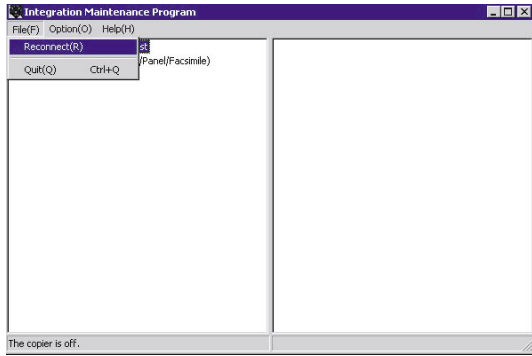 Integration Maintenance Program
File(F) Option(O) Help(H)
Reconnect(R)
st
/Panel/Facsimile)
Quit(Q) Ctrl+Q
The copier is off.